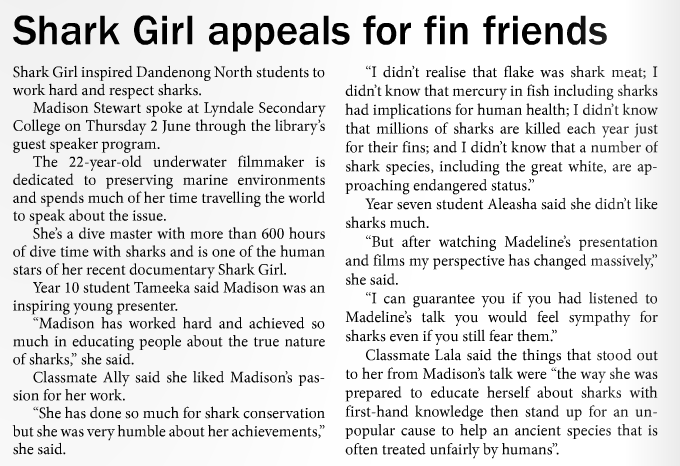 Shark Girl appeals for fin friends
Shark Girl inspired Dandenong North students to
work hard and respect sharks.
Madison Stewart spoke at Lyndale Secondary
College on Thursday 2 June through the library's
guest speaker program.
The 22-year-old underwater filmmaker is
dedicated to preserving marine environments
and spends much of her time travelling the world
to speak about the issue.
She's a dive master with more than 600 hours
of dive time with sharks and is one of the human
stars of her recent documentary Shark Girl.
Year 10 student Tameeka said Madison was an
inspiring young presenter.
“Madison has worked hard and achieved so
much in educating people about the true nature
of sharks,” she said.
Classmate Ally said she liked Madison's pas-
sion for her work.
“She has done so much for shark conservation
but she was very humble about her achievements,”
she said.
“I didn't realise that flake was shark meat; I
didn't know that mercury in fish including sharks
had implications for human health; I didn't know
that millions of sharks are killed each year just
for their fins; and I didn't know that a number of
shark species, including the great white, are ap-
proaching endangered status.”
Year seven student Aleasha said she didn't like
sharks much.
“But after watching Madeline's presentation
and films my perspective has changed massively,”
she said.
“I can guarantee you if you had listened to
Madeline's talk you would feel sympathy for
sharks even if you still fear them.”
Classmate Lala said the things that stood out
to her from Madison's talk were “the way she was
prepared to educate herself about sharks with
first-hand knowledge then stand up for an un-
popular cause to help an ancient species that is
often treated unfairly by humans”.